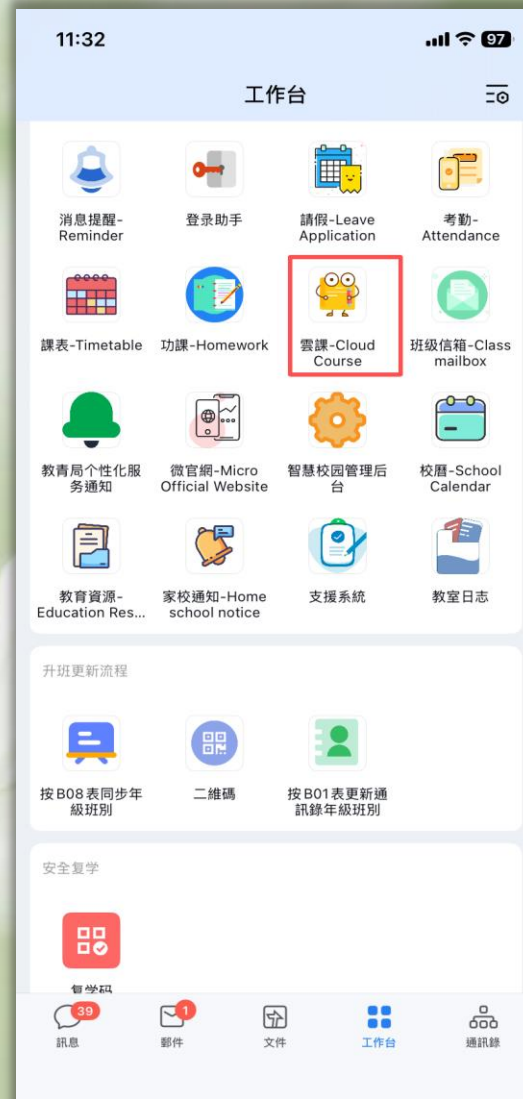 11:32
97
工作台
消息提醒-
Reminder
登录助手
請假-Leave
Application
考勤-
Attendance
課表-Timetable
功課-Homework
雲課-Cloud
Course
班级信箱-Class
mailbox
教青局个性化服
务通知
微官網-Micro
Official Website
智慧校园管理后
台
校曆-School
Calendar
教育資源-
Education Res...
家校通知-Home
school notice
支援系統
教室日志
升班更新流程
按B08表同步年
級班別
二維碼
按B01表更新通
訊錄年級班別
安全复学
复学码
39
1
訊息
郵件
文件
工作台
通訊錄